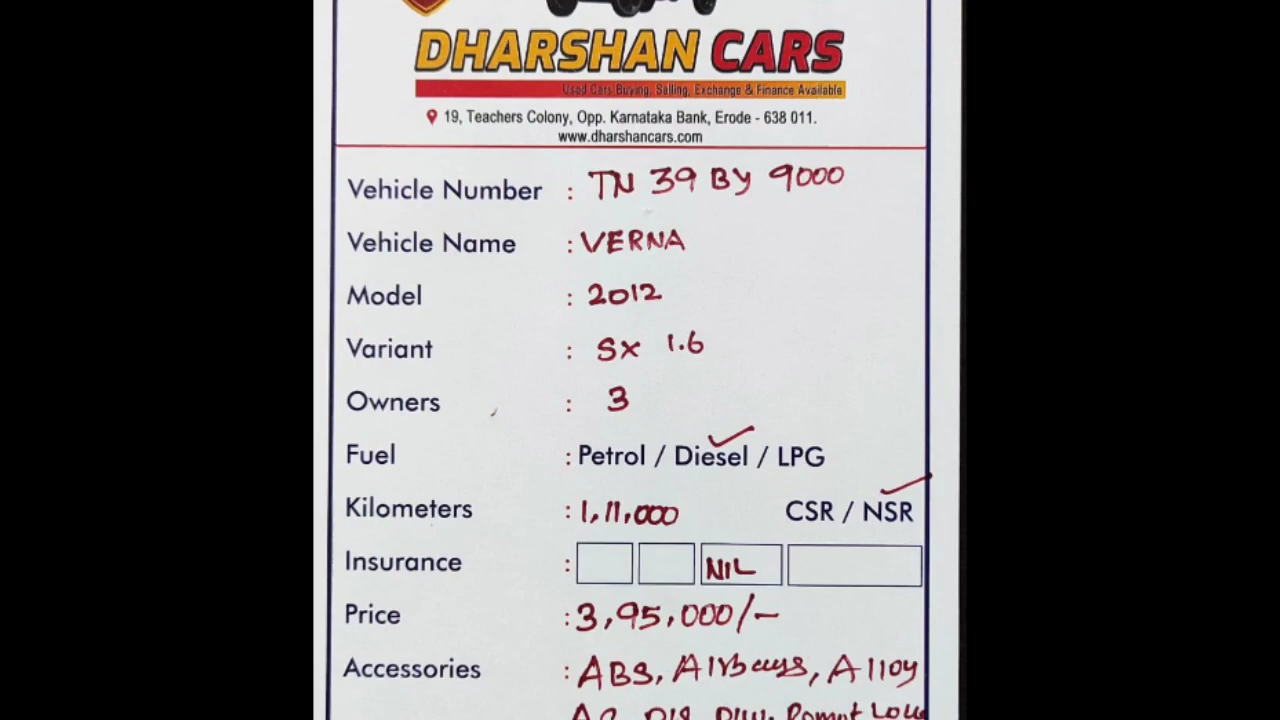 DHARSHAN CARS
Used Cars Buying, Selling, Exchange & Finance Available
19, Teachers Colony, Opp. Karnataka Bank, Erode - 638 011.
www.dharshancars.com
Vehicle Number : TN 39 BY 9000
Vehicle Name : VERNA
Model : 2012
Variant : SX 1.6
Owners : 3
Fuel : Petrol / Diesel / LPG
Kilometers : 1,11,000 CSR / NSR
Insurance : NIL
Price : 3,95,000/-
Accessories : ABS, Airbags, Alloy